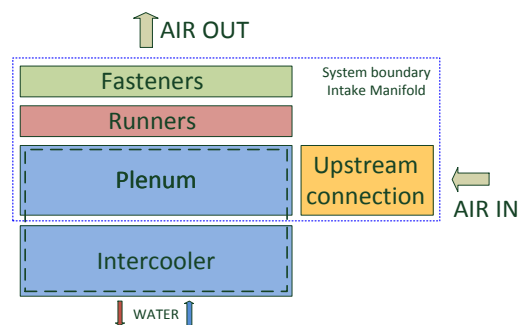 AIR OUT
Fasteners
System boundary
Intake Manifold
Runners
Plenum
Upstream
connection
AIR IN
Intercooler
WATER